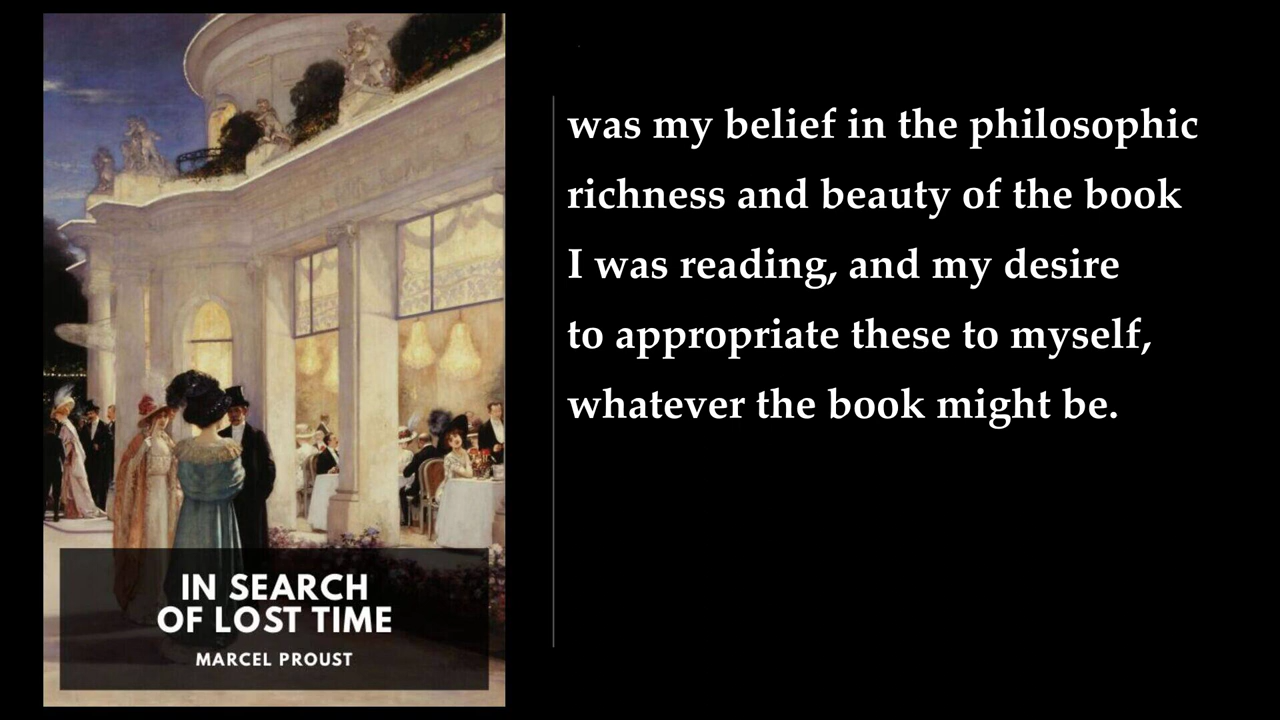 IN SEARCH
OF LOST TIME
MARCEL PROUST
was my belief in the philosophic
richness and beauty of the book
I was reading, and my desire
to appropriate these to myself,
whatever the book might be.